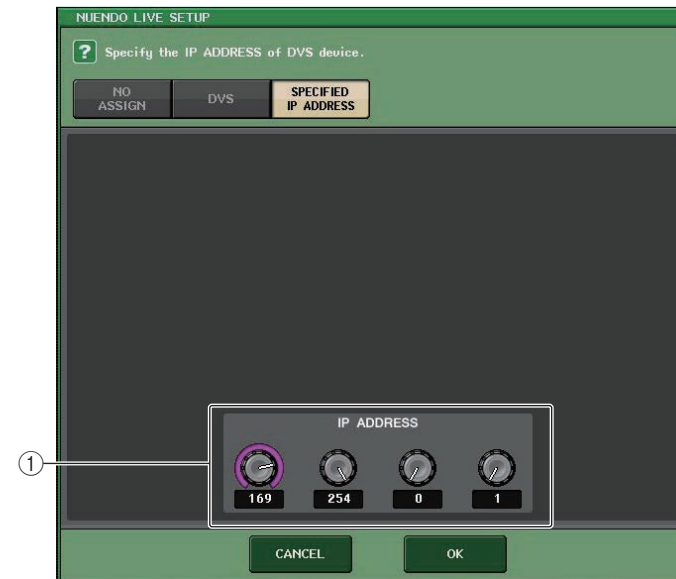 NUENDO LIVE SETUP
? Specify the IP ADDRESS of DVS device.
NO
ASSIGN
DVS
SPECIFIED
IP ADDRESS
IP ADDRESS
①
169 254 0 1
CANCEL OK